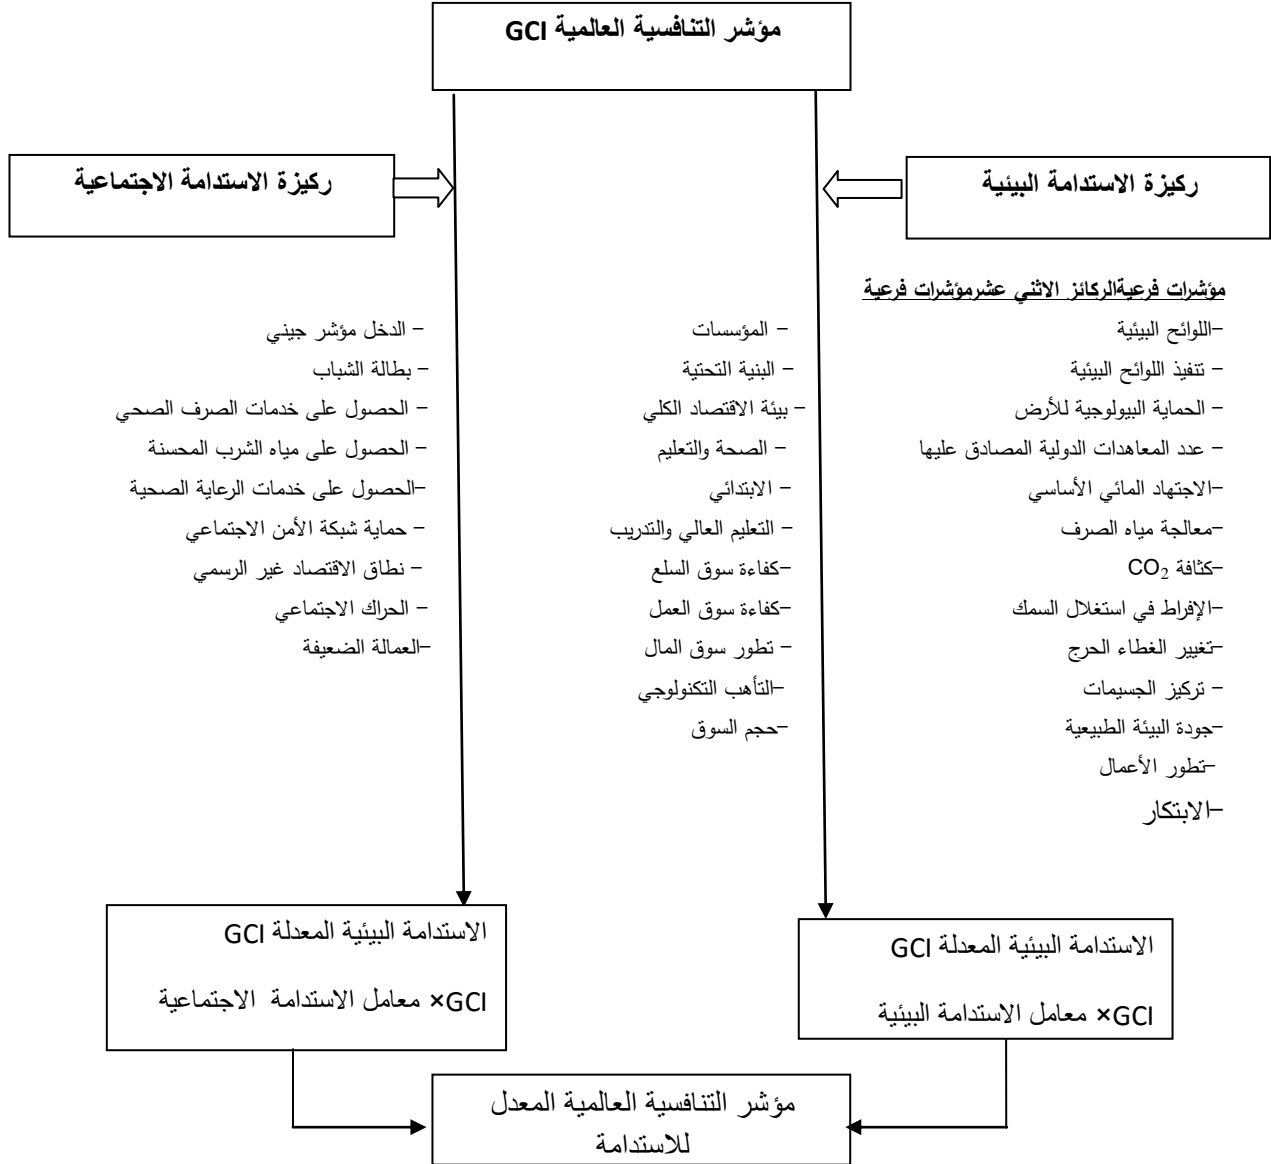 مؤشر التنافسية العالمية GCI
ركيزة الاستدامة البيئية
ركيزة الاستدامة الاجتماعية
مؤشرات فرعيةالركائز الاثني عشرمؤشرات فرعية
–اللوائح البيئية
– تنفيذ اللوائح البيئية
– الحماية البيولوجية للأرض
– عدد المعاهدات الدولية المصادق عليها
–الاجتهاد المائي الأساسي
–معالجة مياه الصرف
–كثافة CO₂
–الإفراط في استغلال السمك
–تغيير الغطاء الحرج
– تركيز الجسيمات
–جودة البيئة الطبيعية
–تطور الأعمال
–الابتكار
– المؤسسات
– البنية التحتية
– بيئة الاقتصاد الكلي
– الصحة والتعليم
– الابتدائي
– التعليم العالي والتدريب
–كفاءة سوق السلع
–كفاءة سوق العمل
– تطور سوق المال
–التأهب التكنولوجي
–حجم السوق
– الدخل مؤشر جيني
– بطالة الشباب
– الحصول على خدمات الصرف الصحي
– الحصول على مياه الشرب المحسنة
–الحصول على خدمات الرعاية الصحية
– حماية شبكة الأمن الاجتماعي
– نطاق الاقتصاد غير الرسمي
– الحراك الاجتماعي
–العمالة الضعيفة
الاستدامة البيئية المعدلة GCI
GCI× معامل الاستدامة البيئية
الاستدامة البيئية المعدلة GCI
GCI× معامل الاستدامة الاجتماعية
مؤشر التنافسية العالمية المعدل
للاستدامة